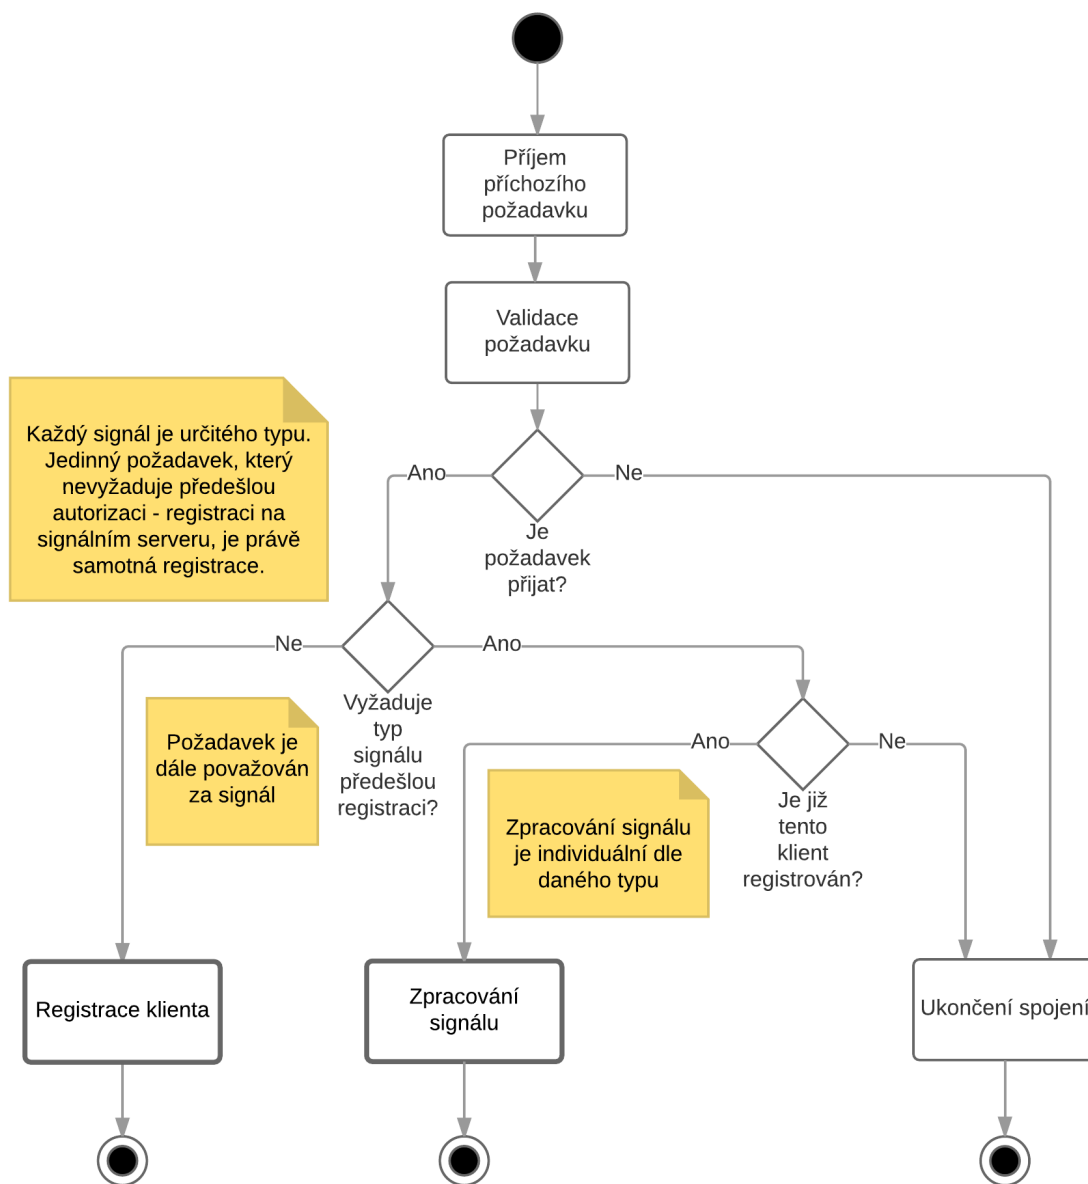 Příjem
příchozího
požadavku
Validace
požadavku
Každý signál je určitého typu.
Jedinný požadavek, který
nevyžaduje předešlou
autorizaci - registraci na
signálním serveru, je právě
samotná registrace.
Ano
Ne
Je
požadavek
přijat?
Ne
Ano
Vyžaduje
typ
signálu
předešlou
registraci?
Požadavek je
dále považován
za signál
Ano
Ne
Je již
tento
klient
registrován?
Zpracování signálu
je individuální dle
daného typu
Registrace klienta
Zpracování
signálu
Ukončení spojení